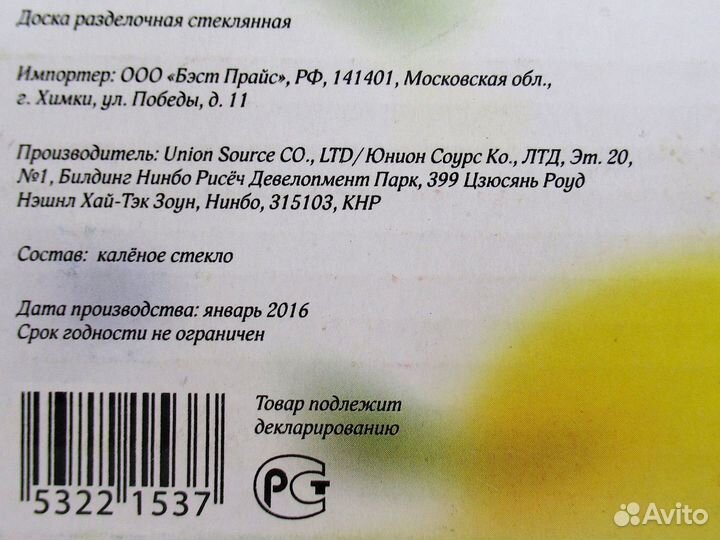 Доска разделочная стеклянная
Импортер: ООО «Бэст Прайс», РФ, 141401, Московская обл.,
г. Химки, ул. Победы, д. 11
Производитель: Union Source CO., LTD/ Юнион Соурс Ко., ЛТД, Эт. 20,
№1, Билдинг Нинбо Рисёч Девелопмент Парк, 399 Цзюсянь Роуд
Нэшнл Хай-Тэк Зоун, Нинбо, 315103, КНР
Состав: калёное стекло
Дата производства: январь 2016
Срок годности не ограничен
Товар подлежит
декларированию
5322 1537
РСТ
Avito